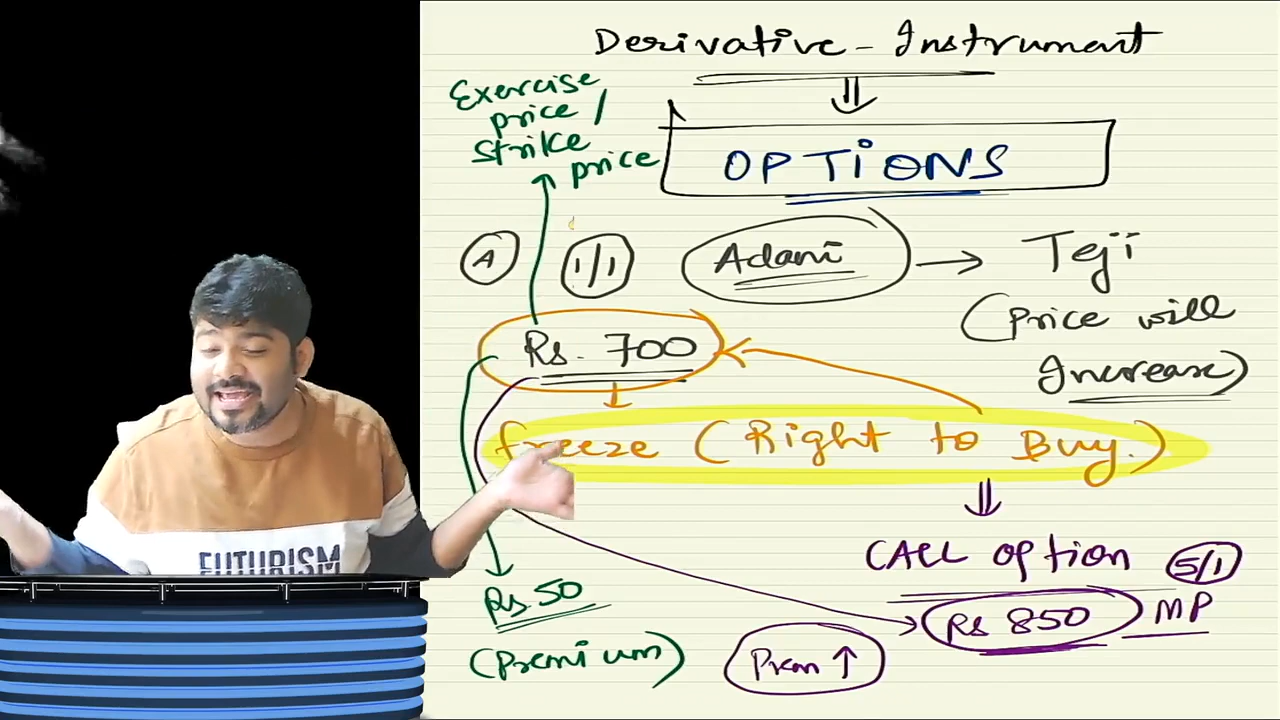 Derivative - Instrument
Exercise
price /
Strike
price
OPTIONS
A
1/1
Adani
Teji
(Price will
Increase)
Rs. 700
freeze (Right to Buy.)
CALL option
5/1
Rs 850
MP
Rs. 50
(Premium)
Prem ↑
FUTURISM